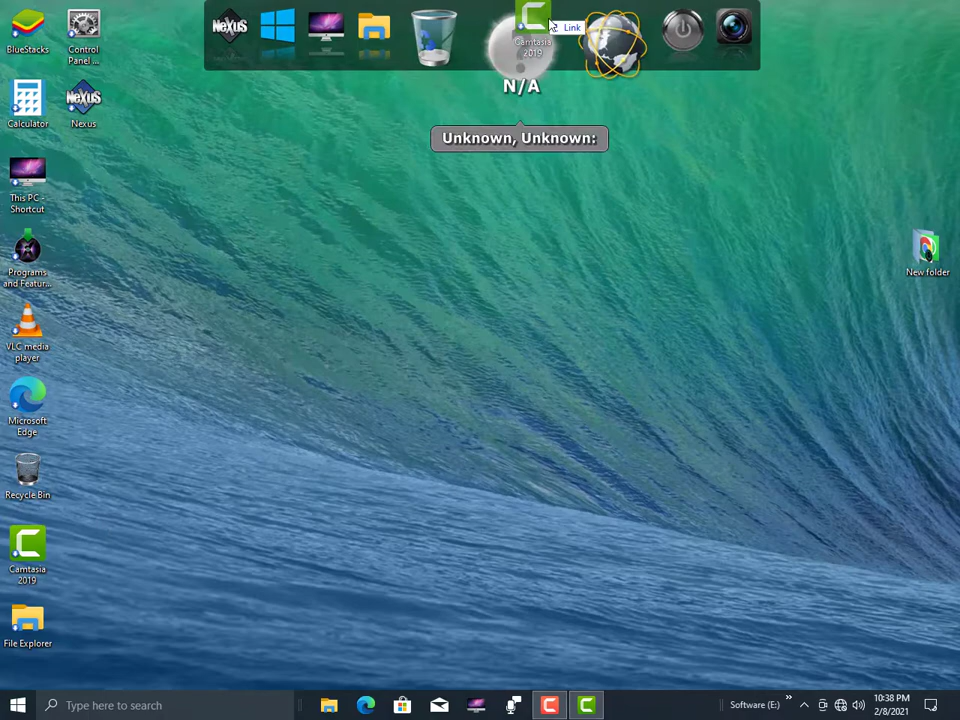 BlueStacks
Control
Panel ...
NeXuS
Camtasia
2019
Link
N/A
Unknown, Unknown:
Calculator
NeXuS
Nexus
This PC -
Shortcut
Programs
and Featur...
New folder
VLC media
player
Microsoft
Edge
Recycle Bin
Camtasia
2019
File Explorer
Type here to search
Software (E:)
»
10:38 PM
2/8/2021